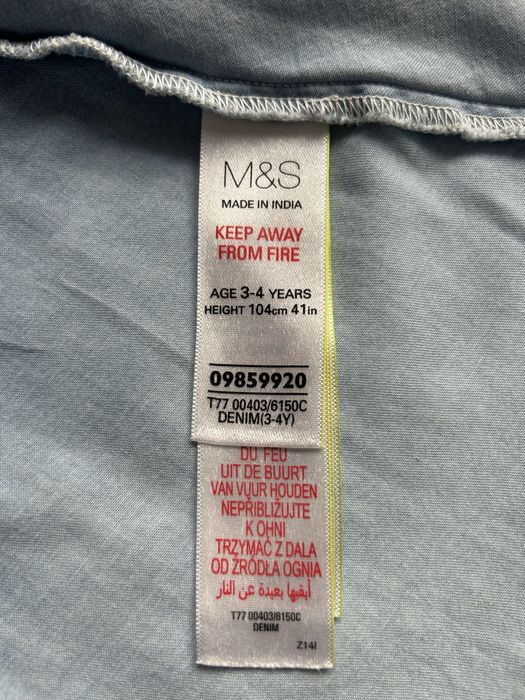 M&S
MADE IN INDIA
KEEP AWAY
FROM FIRE
AGE 3-4 YEARS
HEIGHT 104cm 41in
09859920
T77 00403/6150C
DENIM(3-4Y)
DU FEU
UIT DE BUURT
VAN VUUR HOUDEN
NEPŘIBLIŽUJTE
K OHNI
TRZYMAĆ Z DALA
OD ŹRÓDŁA OGNIA
أبقيها بعيدة عن النار
T77 00403/6150C
DENIM
Z14I